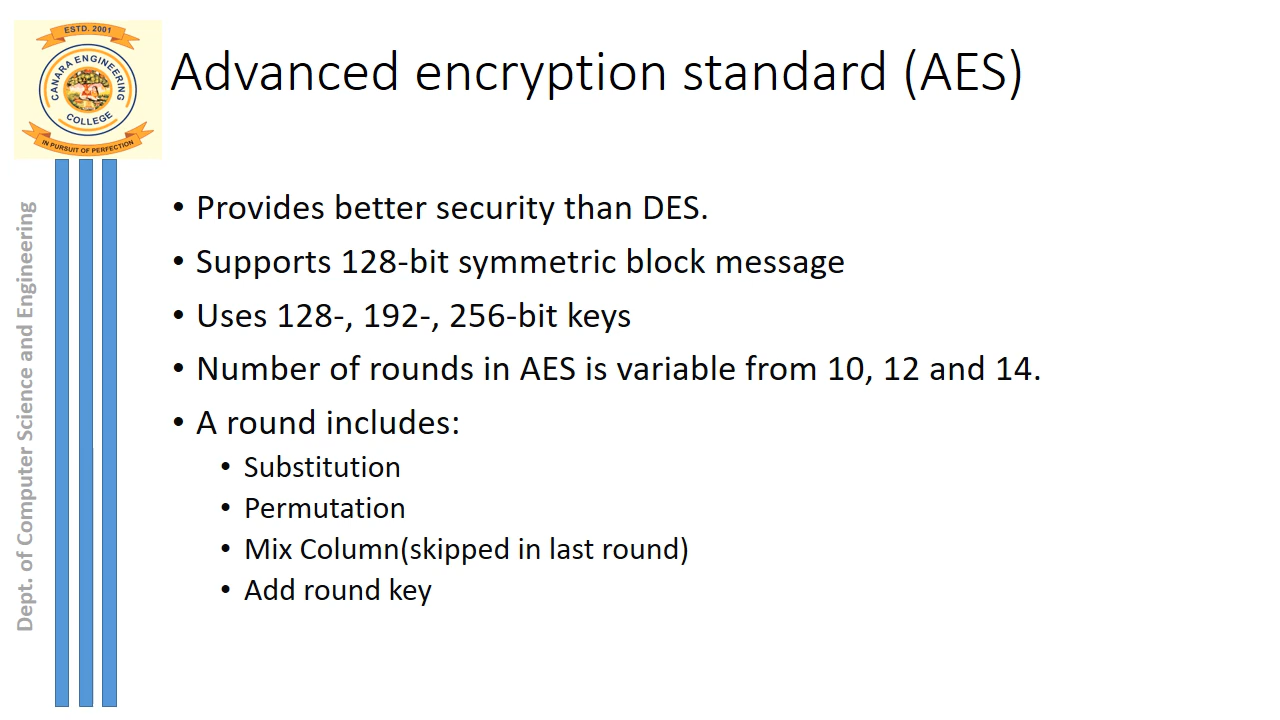 ESTD. 2001
CANARA ENGINEERING
COLLEGE
IN PURSUIT OF PERFECTION
Advanced encryption standard (AES)
Dept. of Computer Science and Engineering
• Provides better security than DES.
• Supports 128-bit symmetric block message
• Uses 128-, 192-, 256-bit keys
• Number of rounds in AES is variable from 10, 12 and 14.
• A round includes:
• Substitution
• Permutation
• Mix Column(skipped in last round)
• Add round key